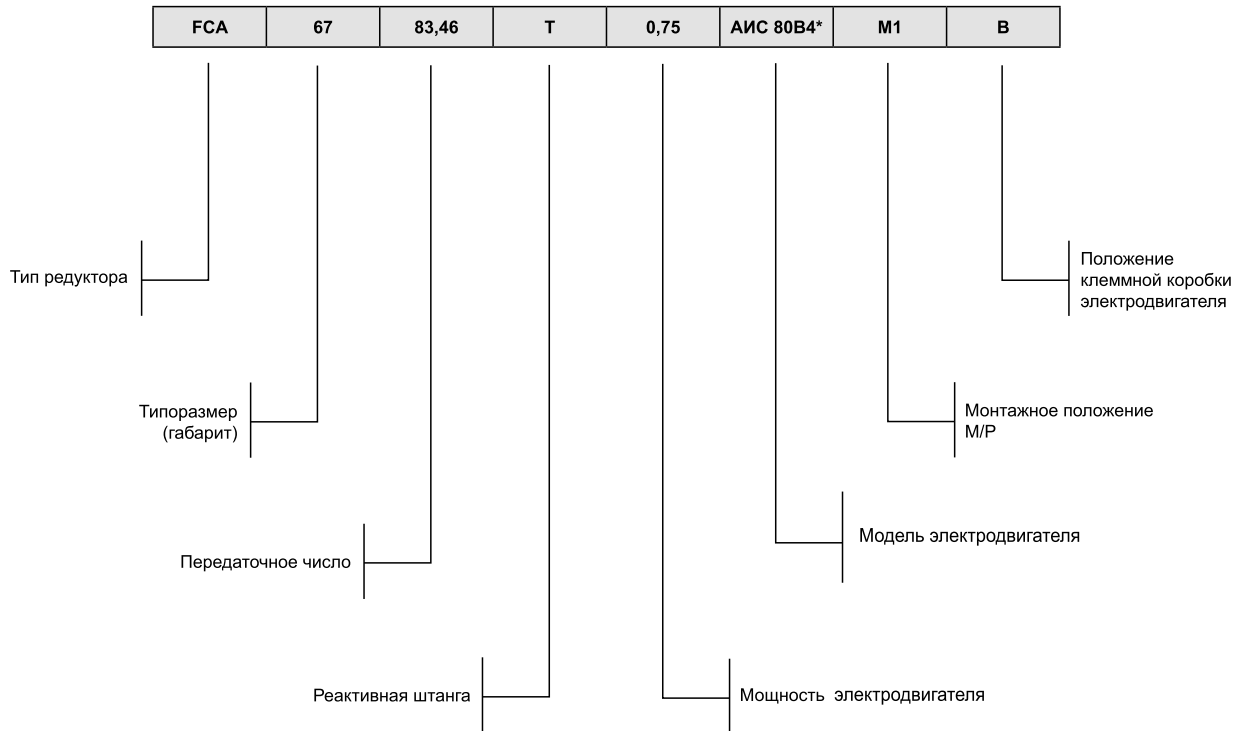 FCA 67 83,46 T 0,75 АИС 80B4* M1 B
Тип редуктора
Положение
клеммной коробки
электродвигателя
Типоразмер
(габарит)
Монтажное положение
М/Р
Модель электродвигателя
Передаточное число
Реактивная штанга
Мощность электродвигателя